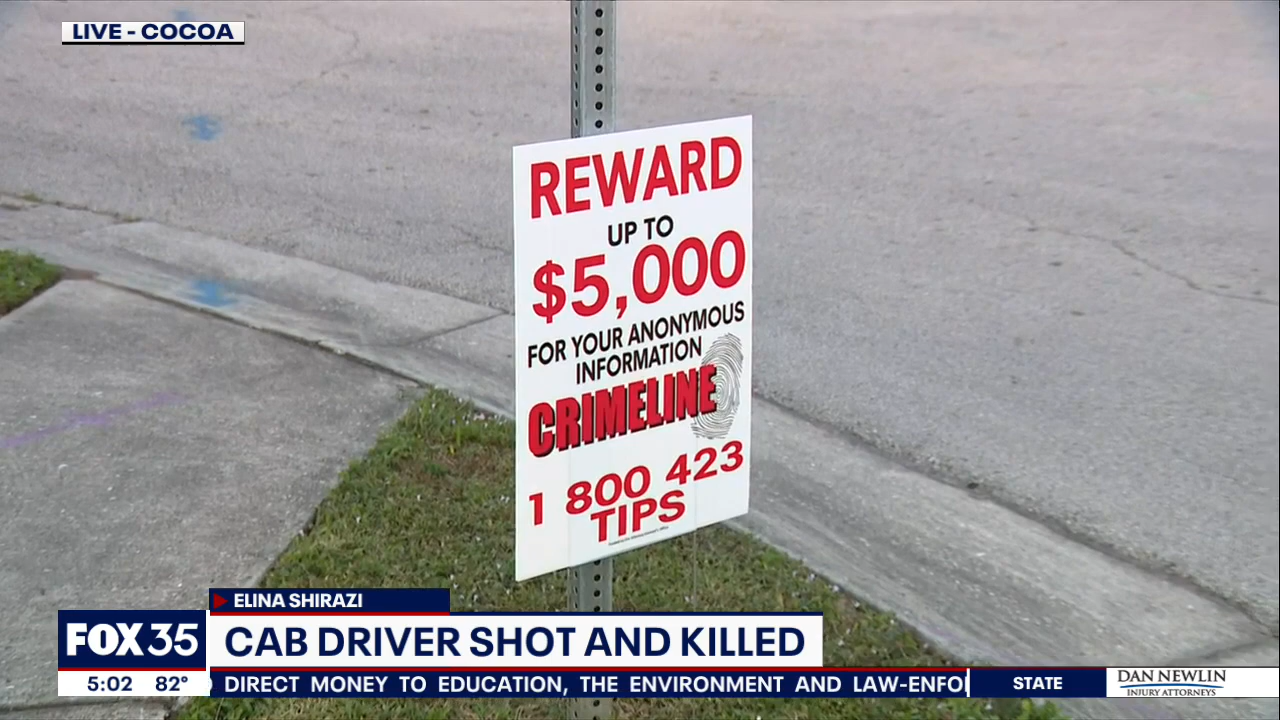 LIVE - COCOA
REWARD
UP TO
$5,000
FOR YOUR ANONYMOUS
INFORMATION
CRIMELINE
1 800 423
TIPS
ELINA SHIRAZI
FOX 35
CAB DRIVER SHOT AND KILLED
5:02 82°
DIRECT MONEY TO EDUCATION, THE ENVIRONMENT AND LAW-ENFO
STATE
DAN NEWLIN
INJURY ATTORNEYS